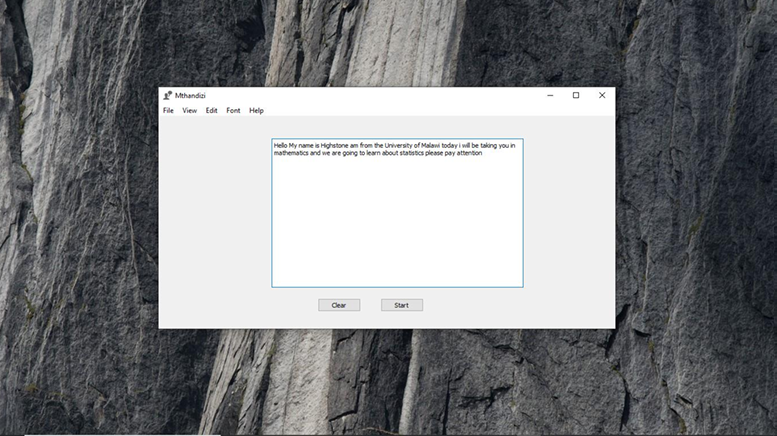 Mthandizi
File View Edit Font Help
Hello My name is Highstone am from the University of Malawi today i will be taking you in
mathematics and we are going to learn about statistics please pay attention
Clear Start